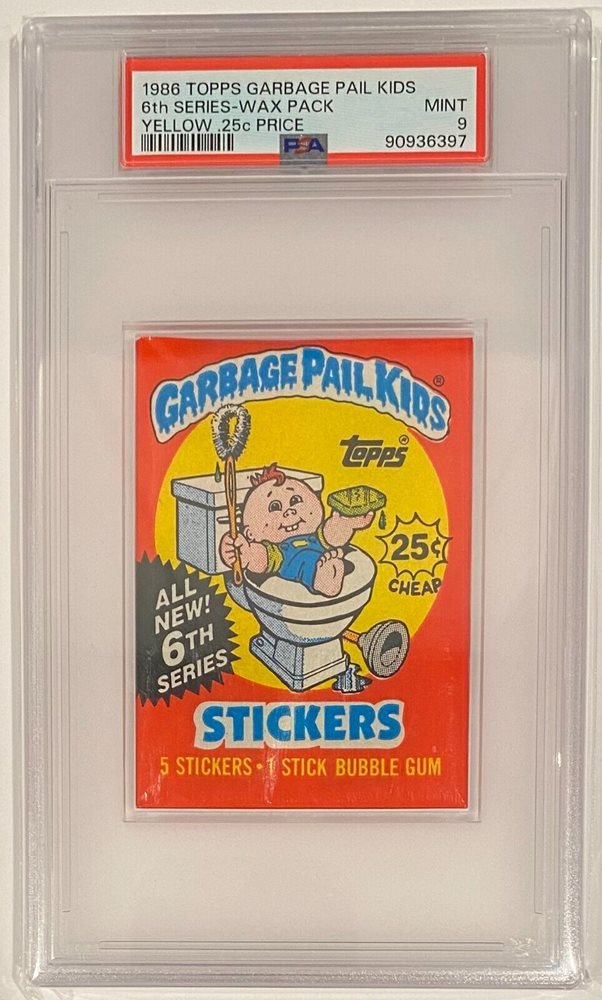 1986 TOPPS GARBAGE PAIL KIDS
6th SERIES-WAX PACK MINT
YELLOW .25c PRICE 9
PSA 90936397
GARBAGE PAIL KIDS®
topps®
25¢
CHEAP
ALL
NEW!
6TH
SERIES
STICKERS
5 STICKERS • 1 STICK BUBBLE GUM